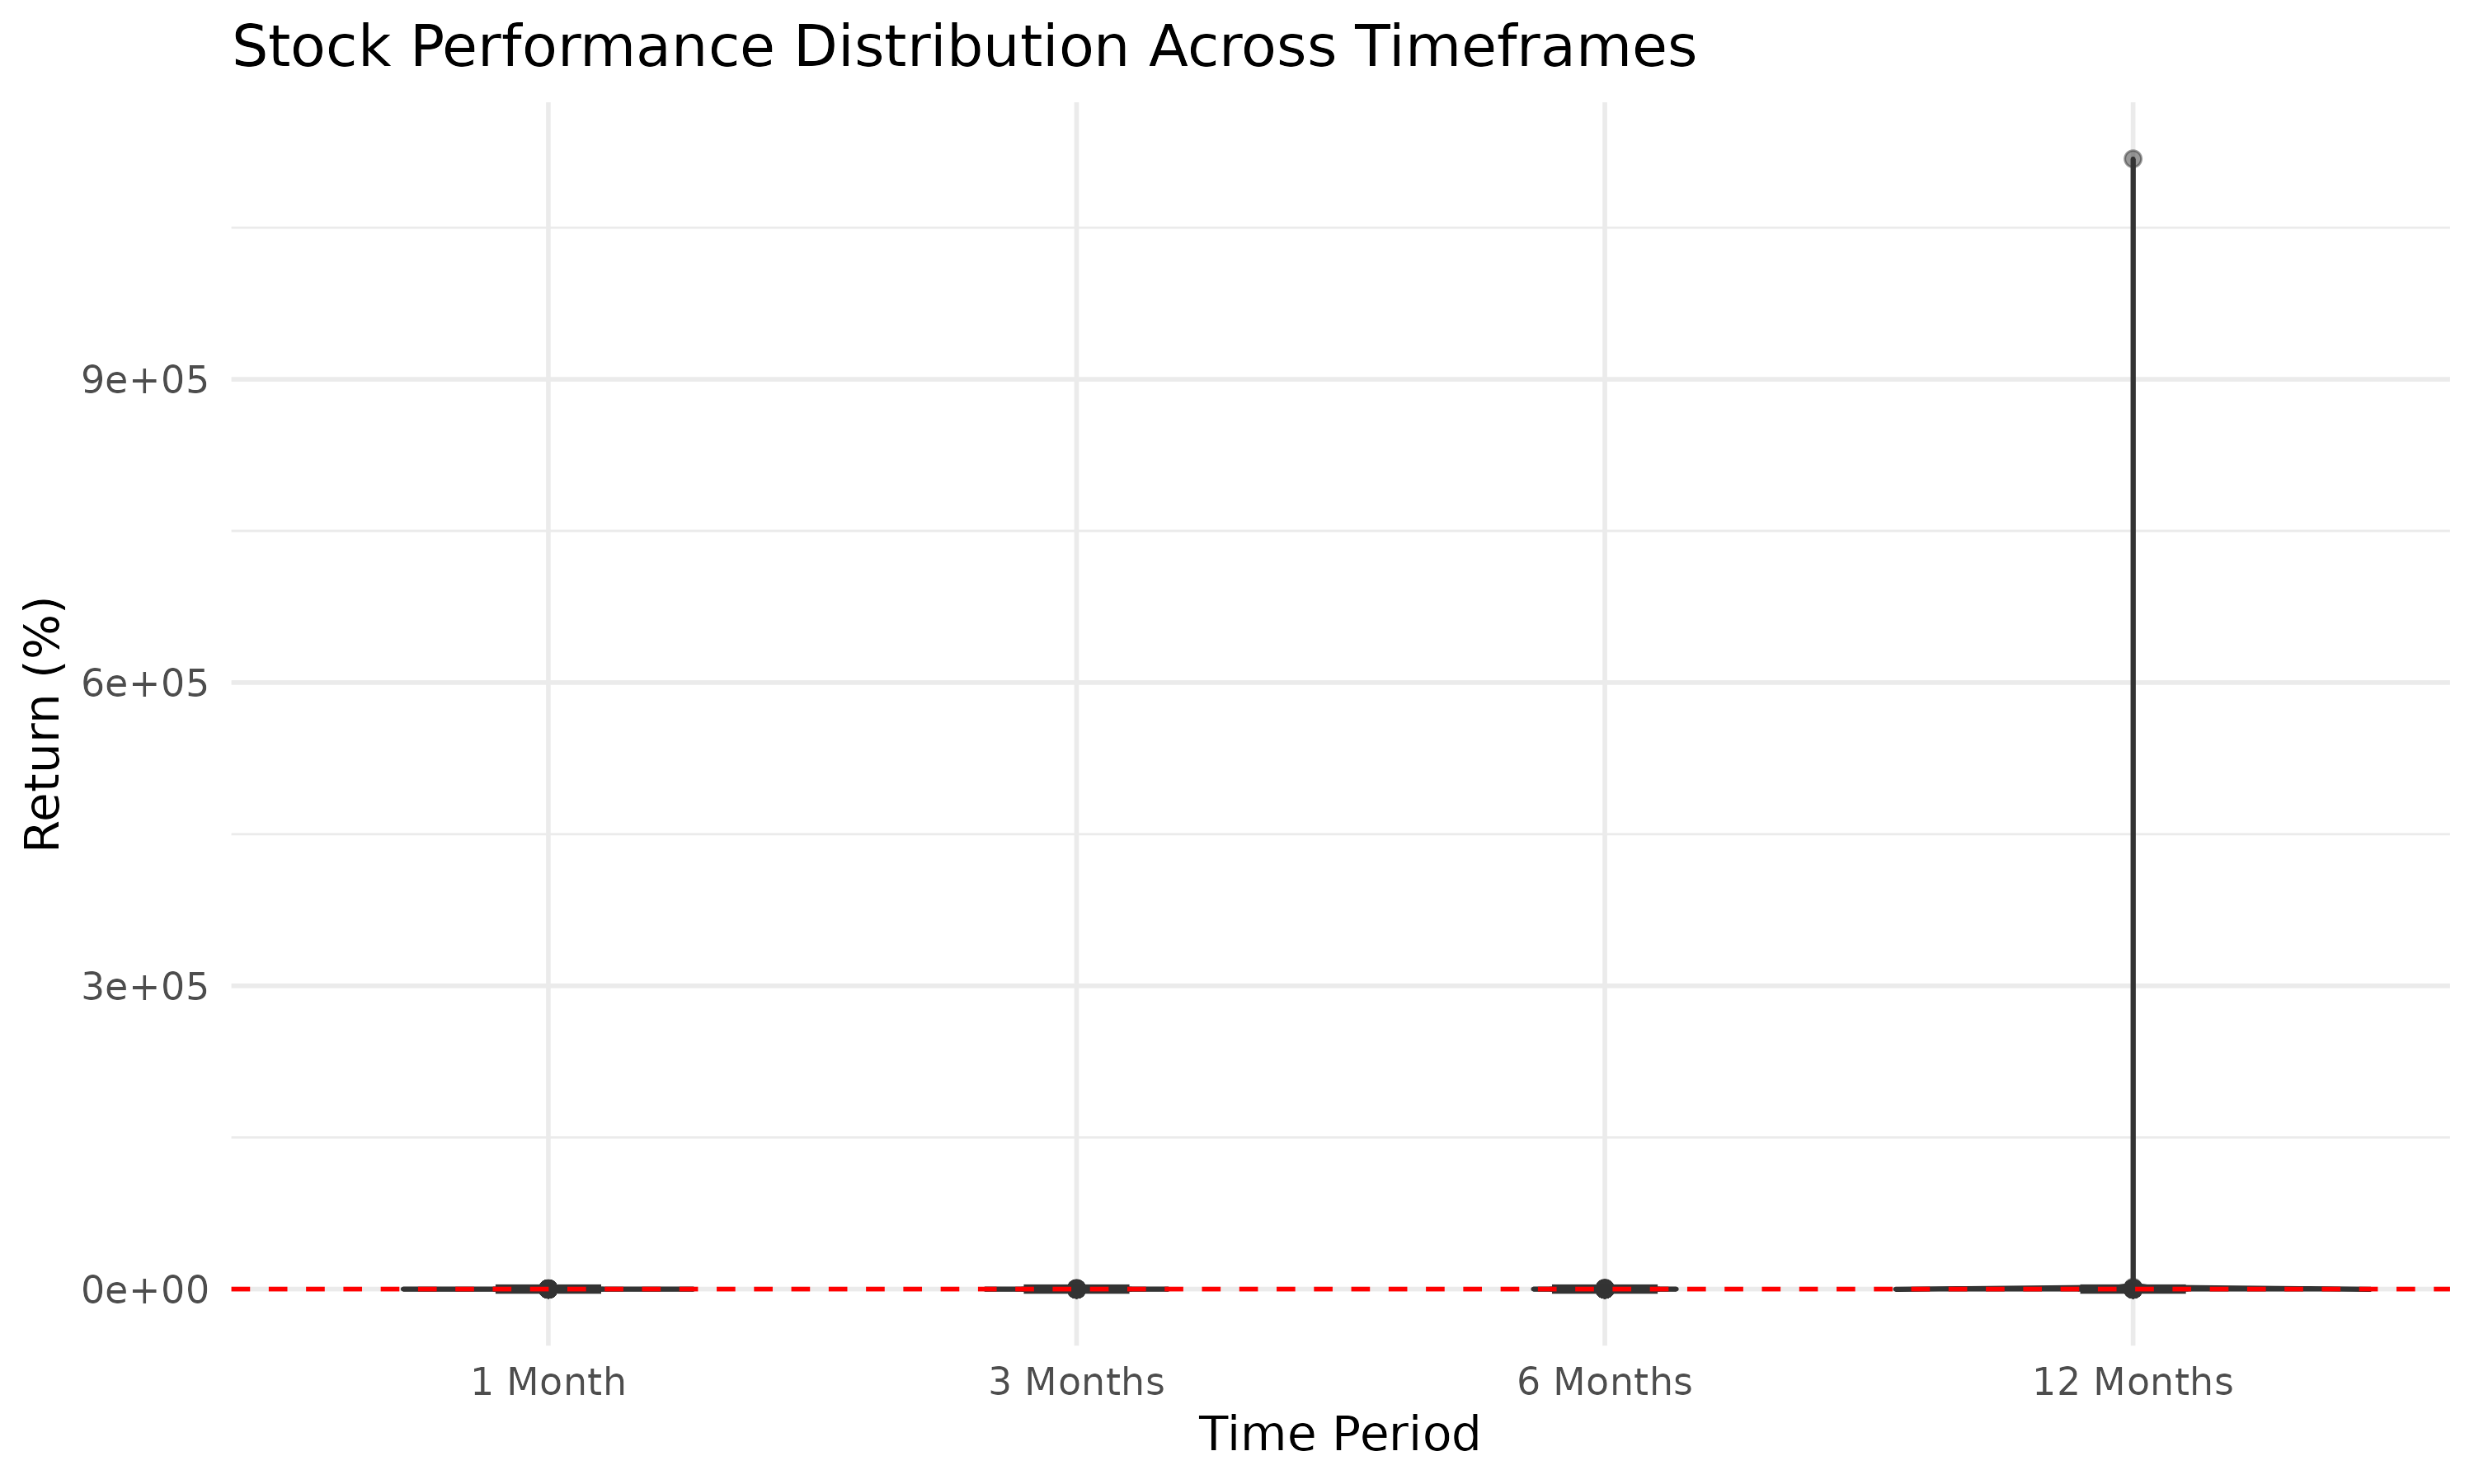 Stock Performance Distribution Across Timeframes
Return (%)
9e+05
6e+05
3e+05
0e+00
1 Month
3 Months
6 Months
12 Months
Time Period